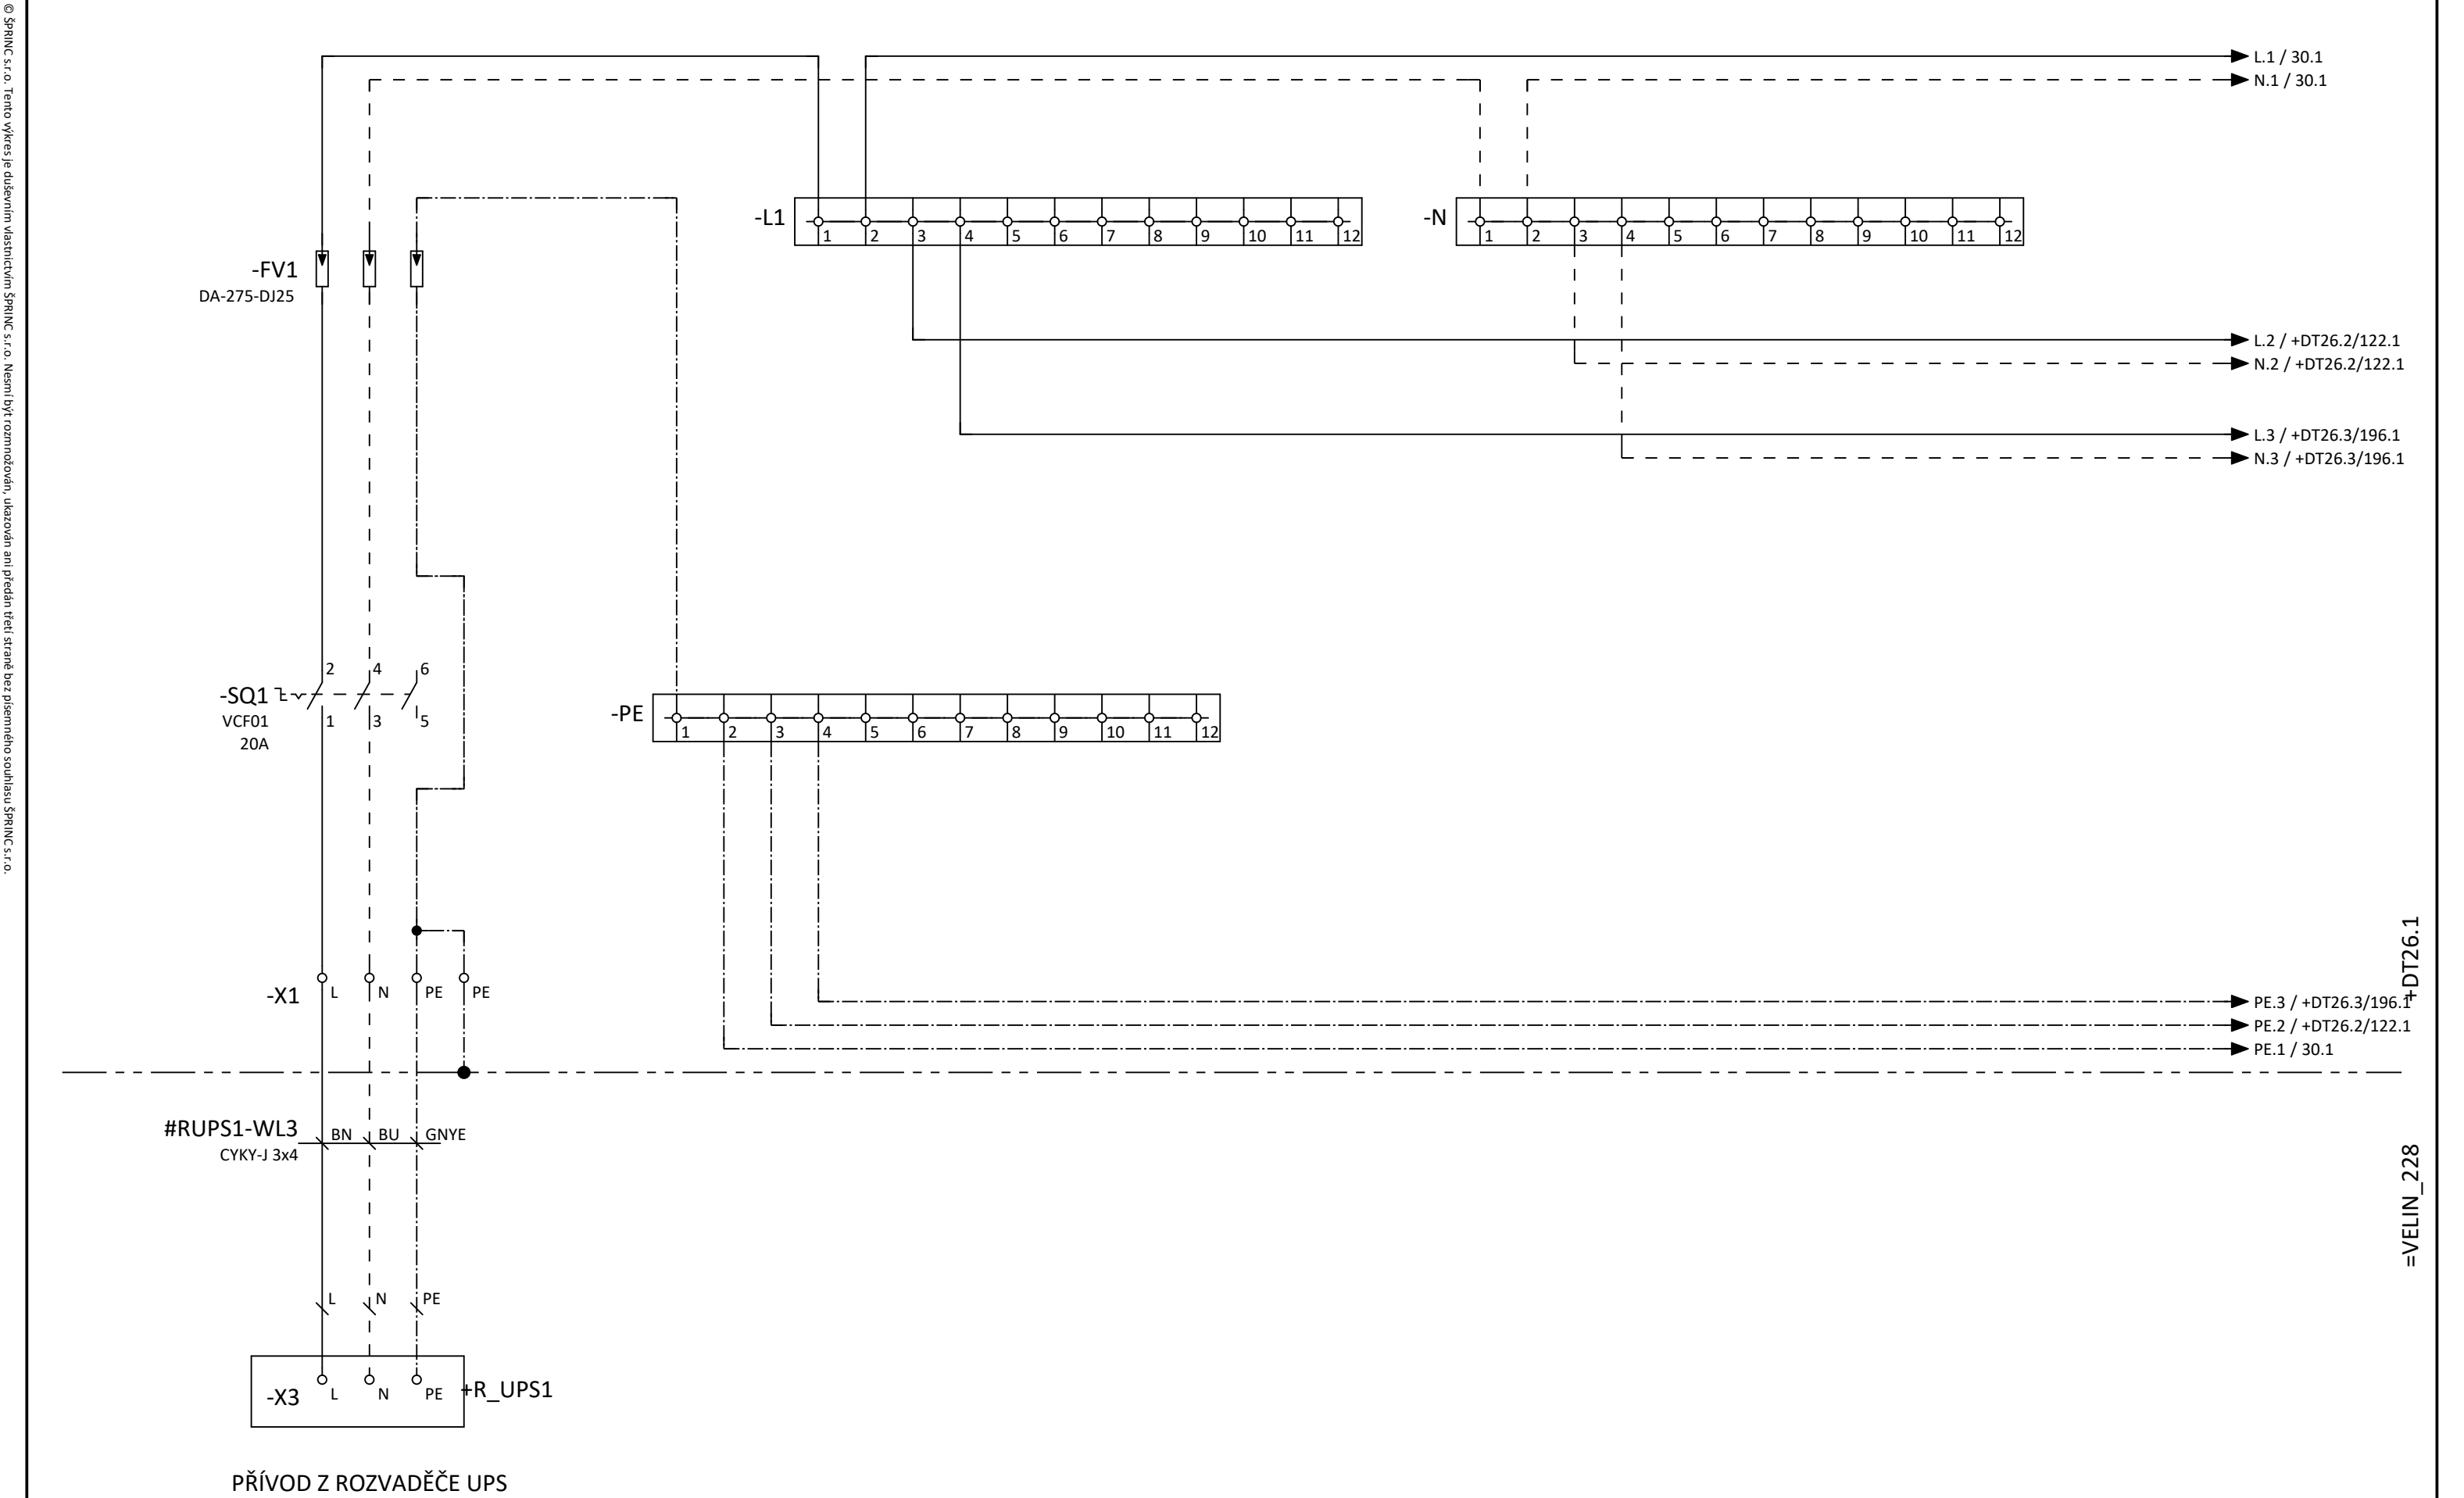 © ŠPRINC s.r.o. Tento výkres je duševním vlastnictvím ŠPRINC s.r.o. Nesmí být rozmnožován, ukazován ani předán třetí straně bez písemného souhlasu ŠPRINC s.r.o.
L.1 / 30.1
N.1 / 30.1
-L1
1 2 3 4 5 6 7 8 9 10 11 12
-N
1 2 3 4 5 6 7 8 9 10 11 12
-FV1
DA-275-DJ25
L.2 / +DT26.2/122.1
N.2 / +DT26.2/122.1
L.3 / +DT26.3/196.1
N.3 / +DT26.3/196.1
2 4 6
-SQ1
VCF01
20A
1 3 5
-PE
1 2 3 4 5 6 7 8 9 10 11 12
+DT26.1
-X1
L N PE PE
PE.3 / +DT26.3/196.1
PE.2 / +DT26.2/122.1
PE.1 / 30.1
#RUPS1-WL3
CYKY-J 3x4
BN BU GNYE
=VELIN_228
L N PE
-X3
L N PE
+R_UPS1
PŘÍVOD Z ROZVADĚČE UPS